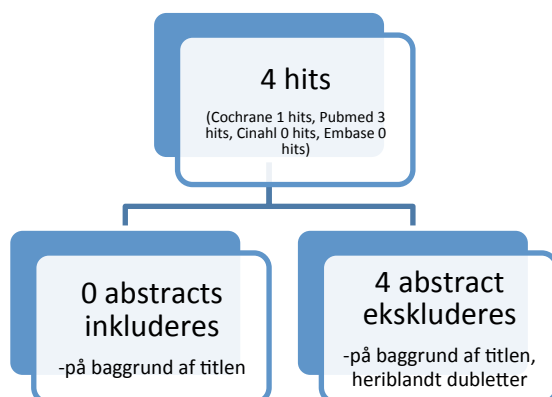 4 hits
(Cochrane 1 hits, Pubmed 3
hits, Cinahl 0 hits, Embase 0
hits)
0 abstracts
inkluderes
-på baggrund af titlen
4 abstract
ekskluderes
-på baggrund af titlen,
heriblandt dubletter